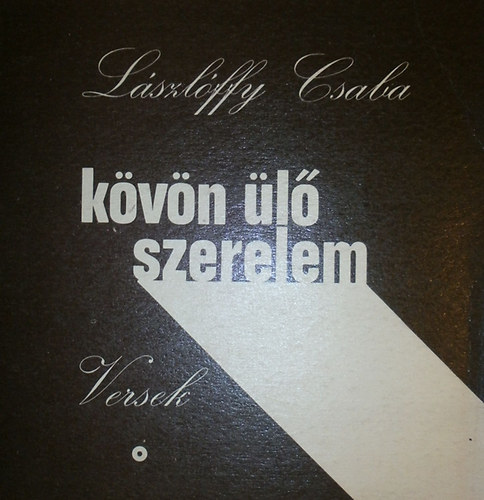 Lászlóffy Csaba
kövön ülő
szerelem
Versek